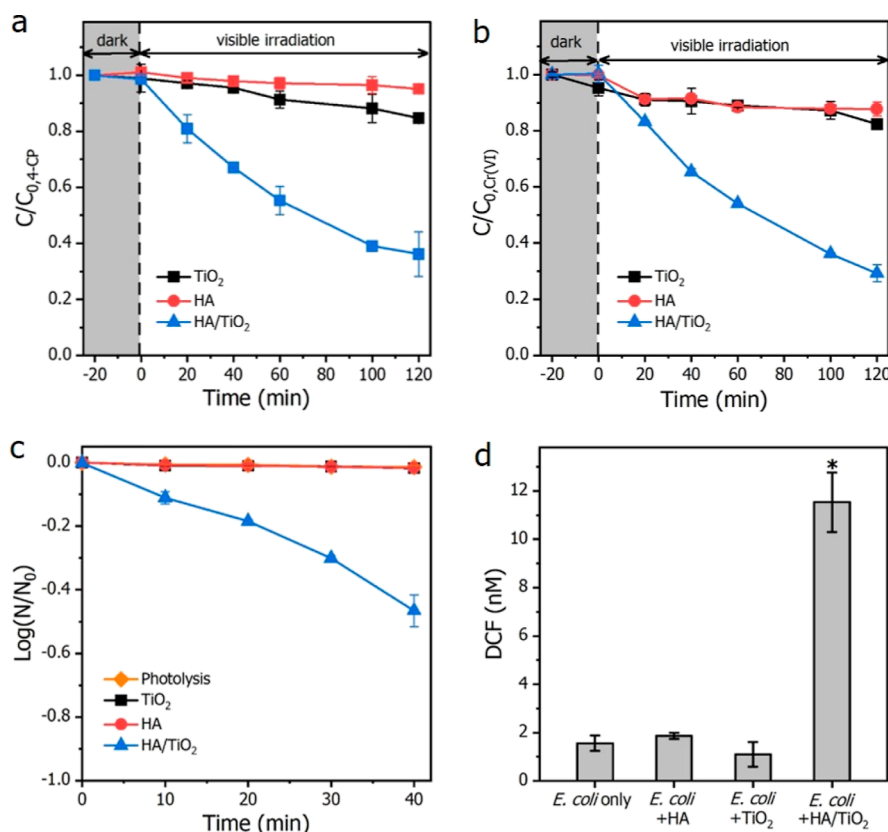 a
dark
visible irradiation
C/C0,4-CP
1.0
0.8
0.6
0.4
0.2
0.0
TiO2
HA
HA/TiO2
-20 0 20 40 60 80 100 120
Time (min)
b
dark
visible irradiation
C/C0,Cr(VI)
1.0
0.8
0.6
0.4
0.2
0.0
TiO2
HA
HA/TiO2
-20 0 20 40 60 80 100 120
Time (min)
c
Log(N/N0)
0.0
-0.2
-0.4
-0.6
-0.8
-1.0
Photolysis
TiO2
HA
HA/TiO2
0 10 20 30 40
Time (min)
d
DCF (nM)
12
10
8
6
4
2
0
*
E. coli only
E. coli
+HA
E. coli
+TiO2
E. coli
+HA/TiO2